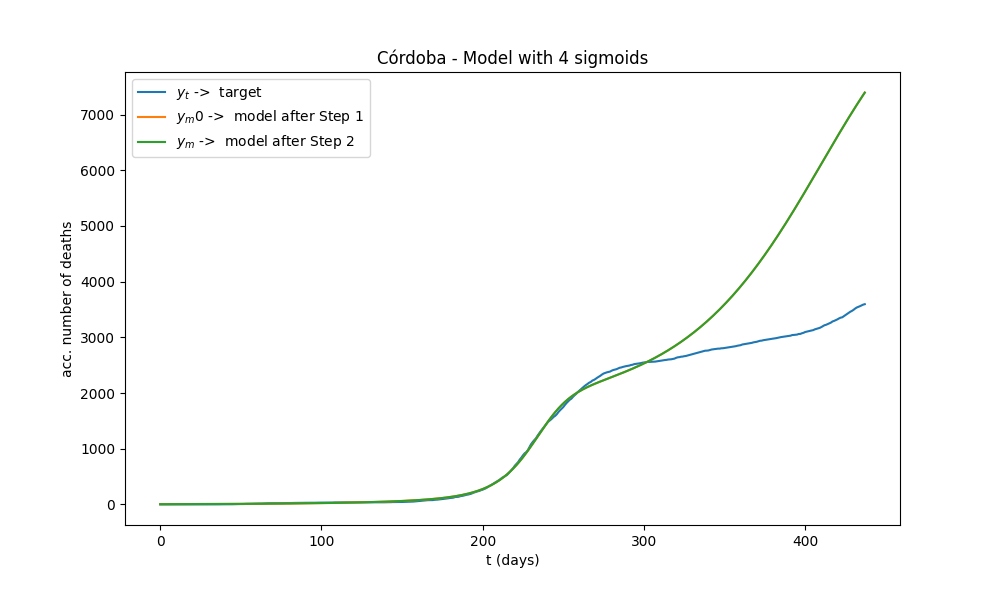 Córdoba - Model with 4 sigmoids
y_t -> target
y_m0 -> model after Step 1
y_m -> model after Step 2
acc. number of deaths
7000
6000
5000
4000
3000
2000
1000
0
0 100 200 300 400
t (days)